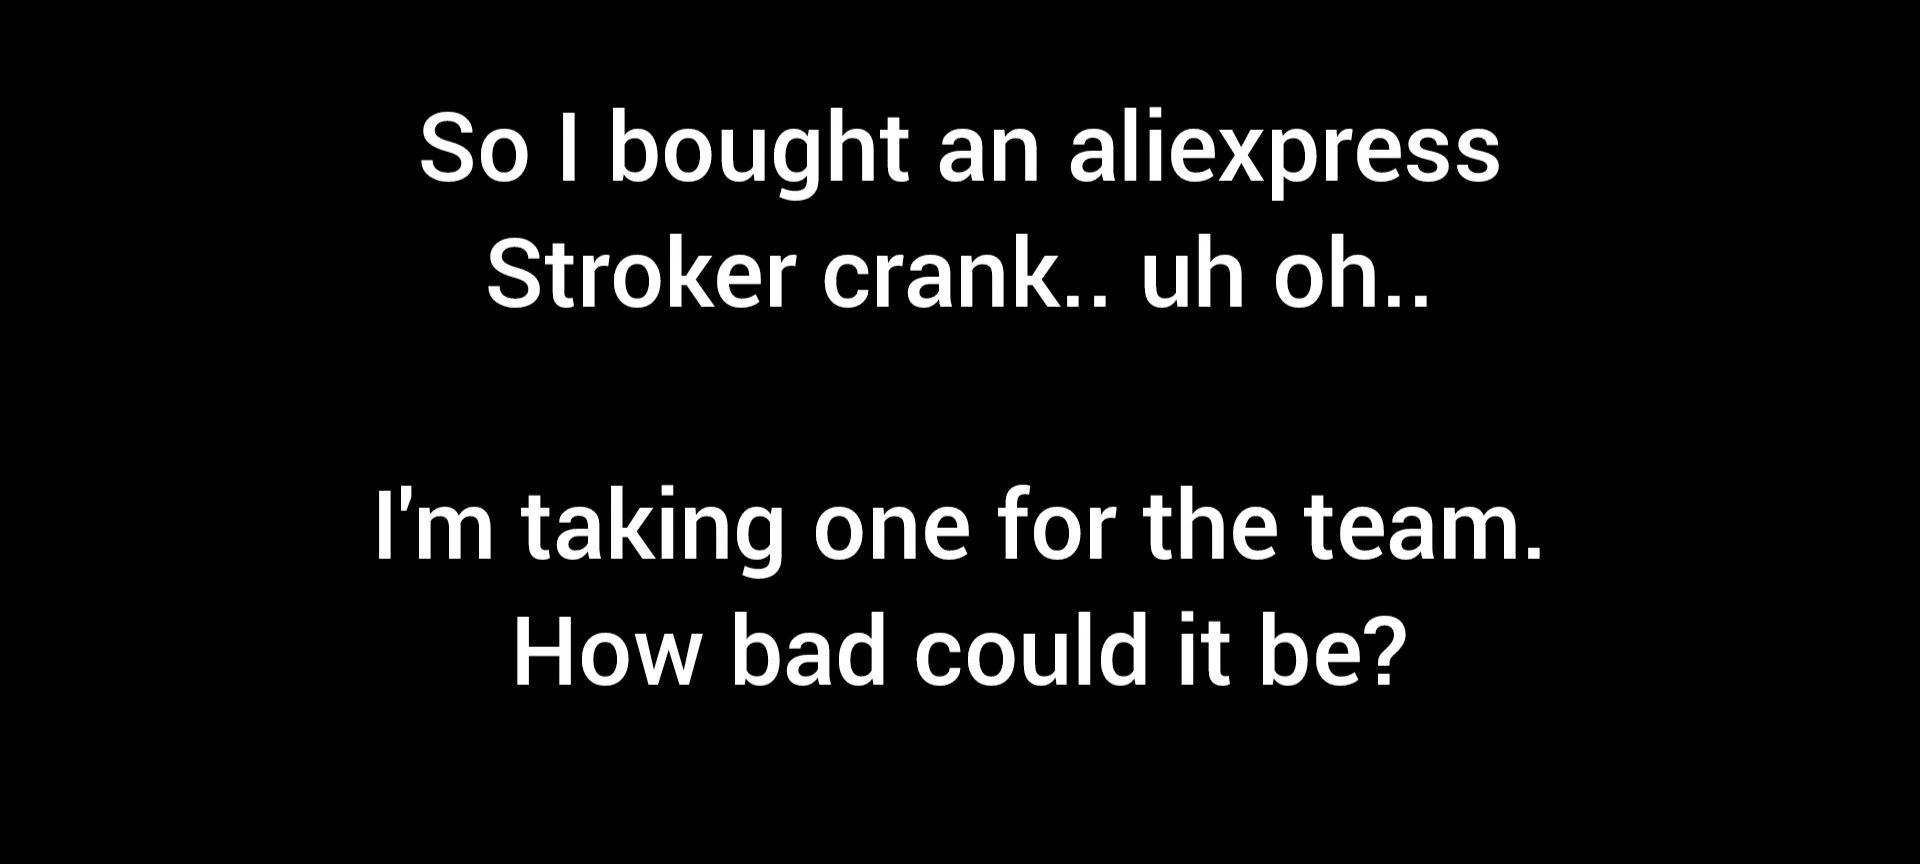 So I bought an aliexpress
Stroker crank.. uh oh..
I'm taking one for the team.
How bad could it be?